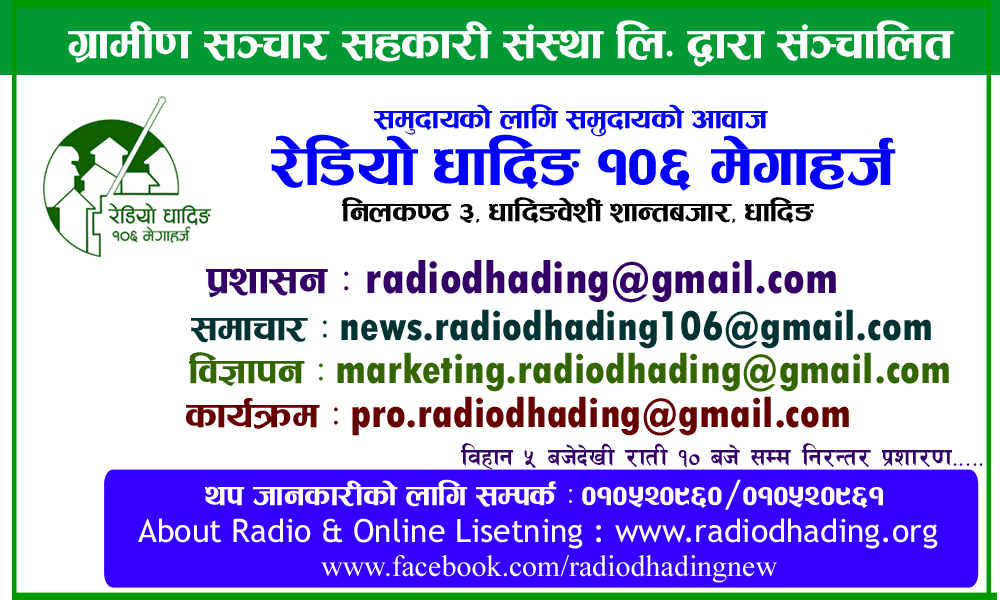 ग्रामीण सञ्चार सहकारी संस्था लि. द्वारा संञ्चालित
समुदायको लागि समुदायको आवाज
रेडियो धादिङ १०६ मेगाहर्ज
निलकण्ठ ३, धादिङवेशीं शान्तबजार, धादिङ
रेडियो धादिङ
१०६ मेगाहर्ज
प्रशासन : radiodhading@gmail.com
समाचार : news.radiodhading106@gmail.com
विज्ञापन : marketing.radiodhading@gmail.com
कार्यक्रम : pro.radiodhading@gmail.com
विहान ५ बजेदेखी राती १० बजे सम्म निरन्तर प्रशारण.....
थप जानकारीको लागि सम्पर्क : ०१०५२०९६०/०१०५२०९६१
About Radio & Online Lisetning : www.radiodhading.org
www.facebook.com/radiodhadingnew